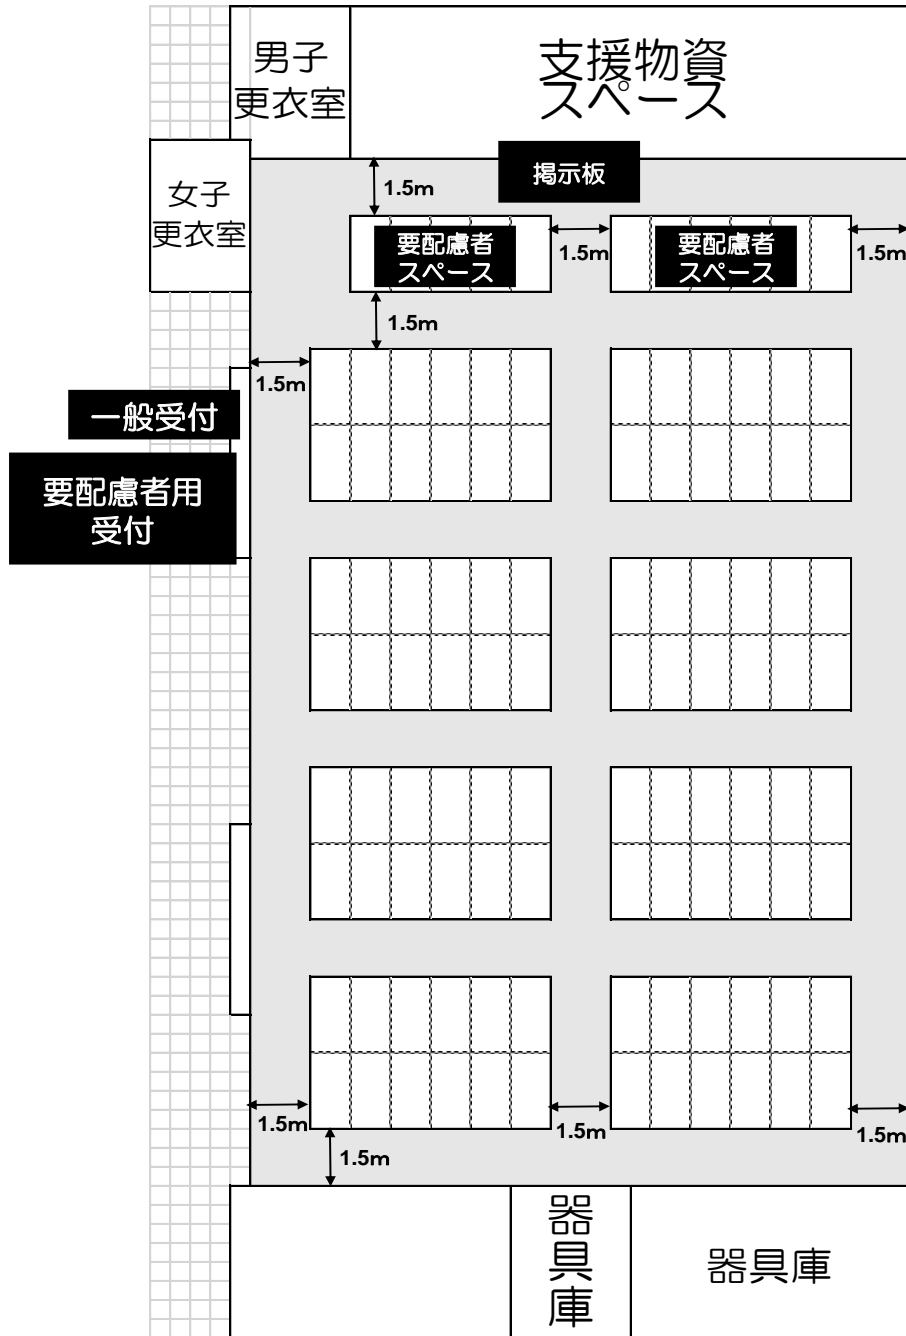 男子
更衣室
支援物資
スペース
掲示板
女子
更衣室
1.5m
要配慮者
スペース
1.5m
要配慮者
スペース
1.5m
1.5m
1.5m
一般受付
要配慮者用
受付
1.5m
1.5m
1.5m
1.5m
器具庫
器具庫